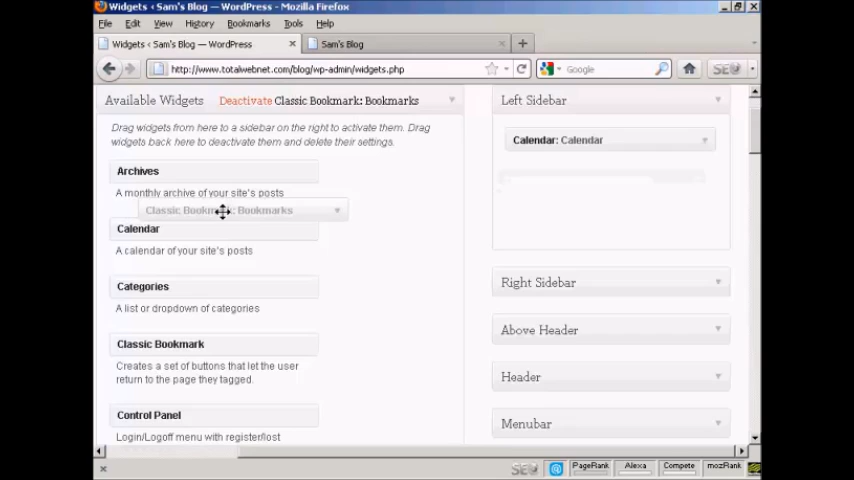 Widgets ‹ Sam's Blog — WordPress - Mozilla Firefox
File Edit View History Bookmarks Tools Help
Widgets ‹ Sam's Blog — WordPress × Sam's Blog +
http://www.totalwebnet.com/blog/wp-admin/widgets.php Google SEO
Available Widgets Deactivate Classic Bookmark: Bookmarks
Drag widgets from here to a sidebar on the right to activate them. Drag
widgets back here to deactivate them and delete their settings.
Archives
A monthly archive of your site's posts
Classic Bookmark: Bookmarks
Calendar
A calendar of your site's posts
Categories
A list or dropdown of categories
Classic Bookmark
Creates a set of buttons that let the user
return to the page they tagged.
Control Panel
Login/Logoff menu with register/lost
Left Sidebar
Calendar: Calendar
Right Sidebar
Above Header
Header
Menubar
× SEO @ PageRank Alexa Compete mozRank